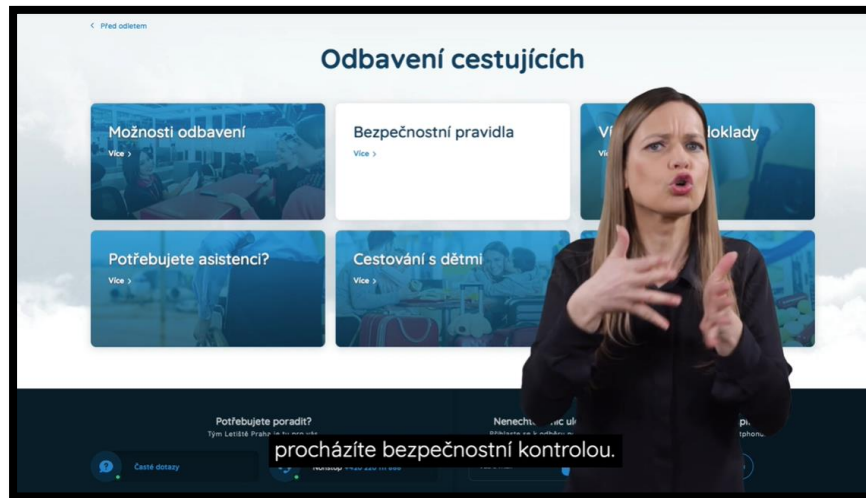 Před odletem
Odbavení cestujících
Možnosti odbavení
Více >
Bezpečnostní pravidla
Více >
doklady
Potřebujete asistenci?
Více >
Cestování s dětmi
Více >
Potřebujete poradit?
Tým Letiště Praha je tu pro vás
procházíte bezpečnostní kontrolou.
Časté dotazy